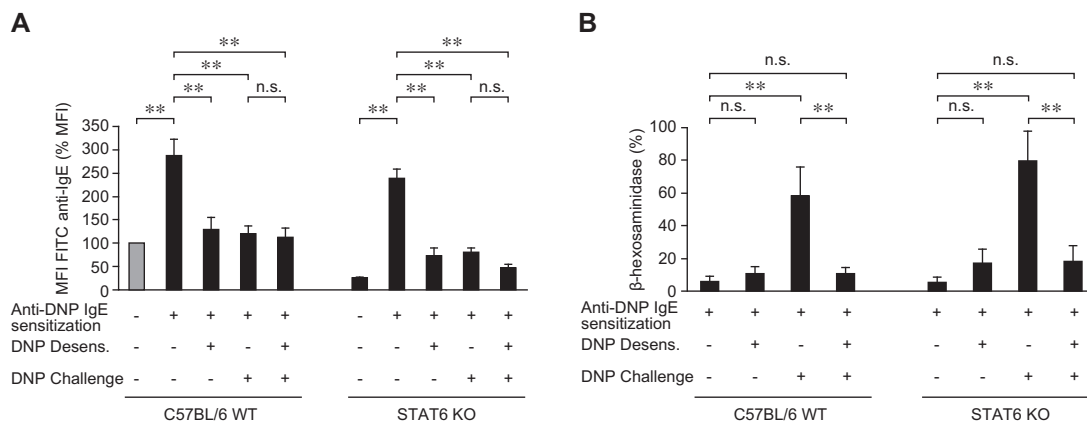 A
** **
** **
** n.s. ** n.s.
** **
MFI FITC anti-IgE (% MFI)
350
300
250
200
150
100
50
0
Anti-DNP IgE sensitization - + + + + - + + + +
DNP Desens. - - + - + - - + - +
DNP Challenge - - - + + - - - + +
C57BL/6 WT STAT6 KO
B
n.s. n.s.
** **
n.s. ** n.s. **
β-hexosaminidase (%)
100
80
60
40
20
0
Anti-DNP IgE sensitization + + + + + + + +
DNP Desens. - + - + - + - +
DNP Challenge - - + + - - + +
C57BL/6 WT STAT6 KO